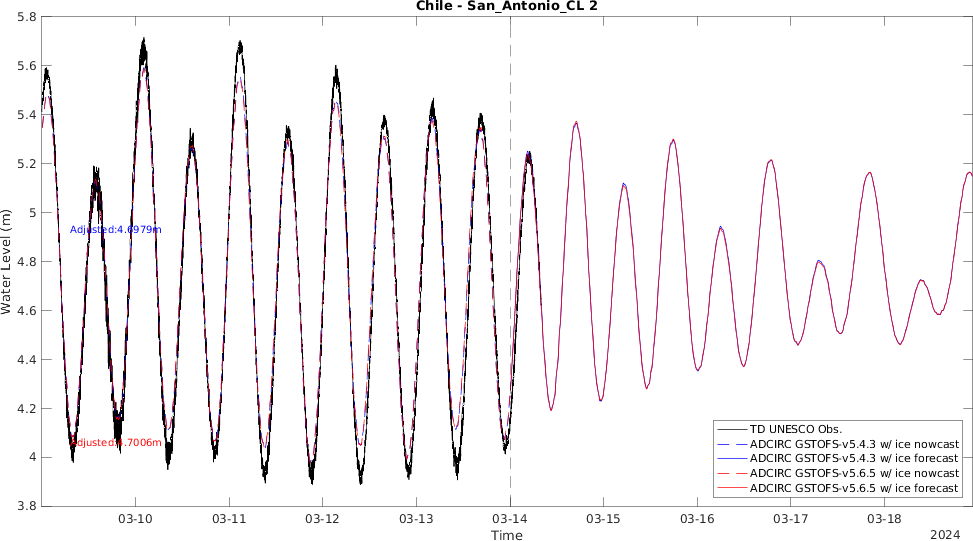 Chile - San_Antonio_CL 2
5.8
5.6
5.4
5.2
5
4.8
4.6
4.4
4.2
4
3.8
Water Level (m)
Adjusted:4.6979m
Adjusted:4.7006m
TD UNESCO Obs.
ADCIRC GSTOFS-v5.4.3 w/ ice nowcast
ADCIRC GSTOFS-v5.4.3 w/ ice forecast
ADCIRC GSTOFS-v5.6.5 w/ ice nowcast
ADCIRC GSTOFS-v5.6.5 w/ ice forecast
03-10 03-11 03-12 03-13 03-14 03-15 03-16 03-17 03-18
Time
2024